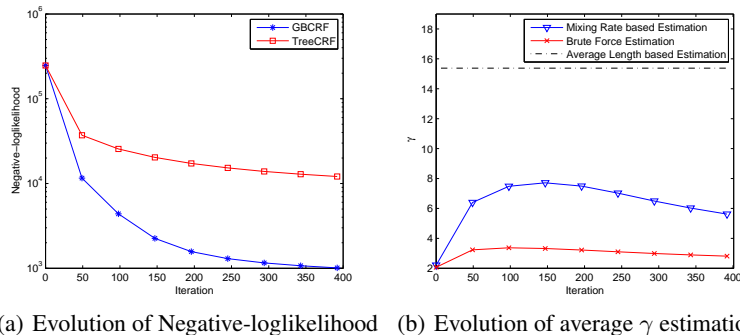 GBCRF
TreeCRF
10^6
10^5
10^4
10^3
Negative-loglikelihood
0 50 100 150 200 250 300 350 400
Iteration
(a) Evolution of Negative-loglikelihood
Mixing Rate based Estimation
Brute Force Estimation
Average Length based Estimation
18
16
14
12
10
8
6
4
2
γ
0 50 100 150 200 250 300 350 400
Iteration
(b) Evolution of average γ estimatio